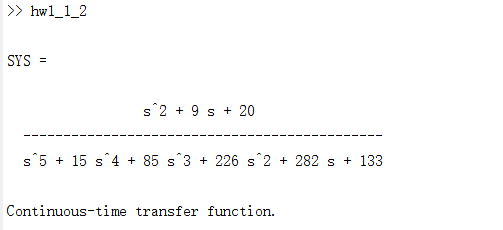 >> hw1_1_2
SYS =
s^2 + 9 s + 20
---------------------------------------------
s^5 + 15 s^4 + 85 s^3 + 226 s^2 + 282 s + 133
Continuous-time transfer function.